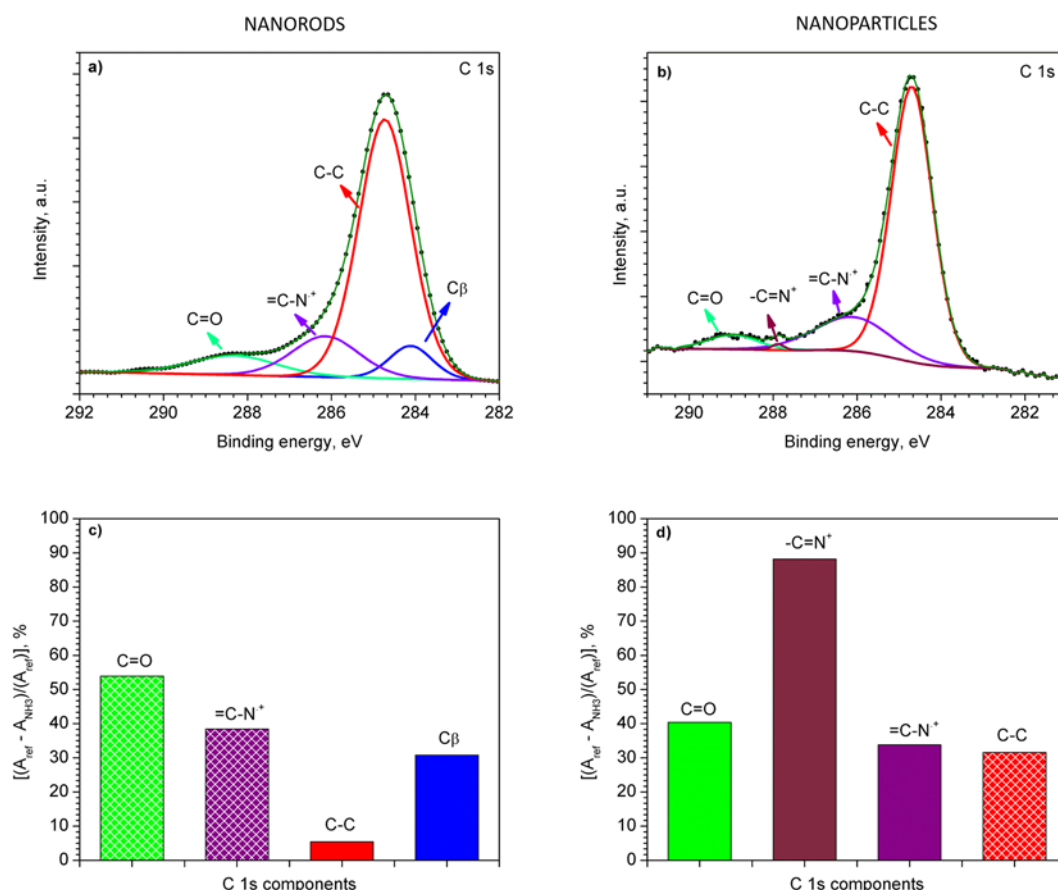 NANORODS
NANOPARTICLES
a)
C 1s
C-C
=C-N·+
C=O
Cβ
Intensity, a.u.
292 290 288 286 284 282
Binding energy, eV
b)
C 1s
C-C
=C-N·+
-C=N+
C=O
Intensity, a.u.
290 288 286 284 282
Binding energy, eV
c)
100
90
80
70
60
50
40
30
20
10
0
[(A_ref - A_NH3)/(A_ref)], %
C=O
=C-N·+
C-C
Cβ
C 1s components
d)
100
90
80
70
60
50
40
30
20
10
0
[(A_ref - A_NH3)/(A_ref)], %
C=O
-C=N+
=C-N·+
C-C
C 1s components